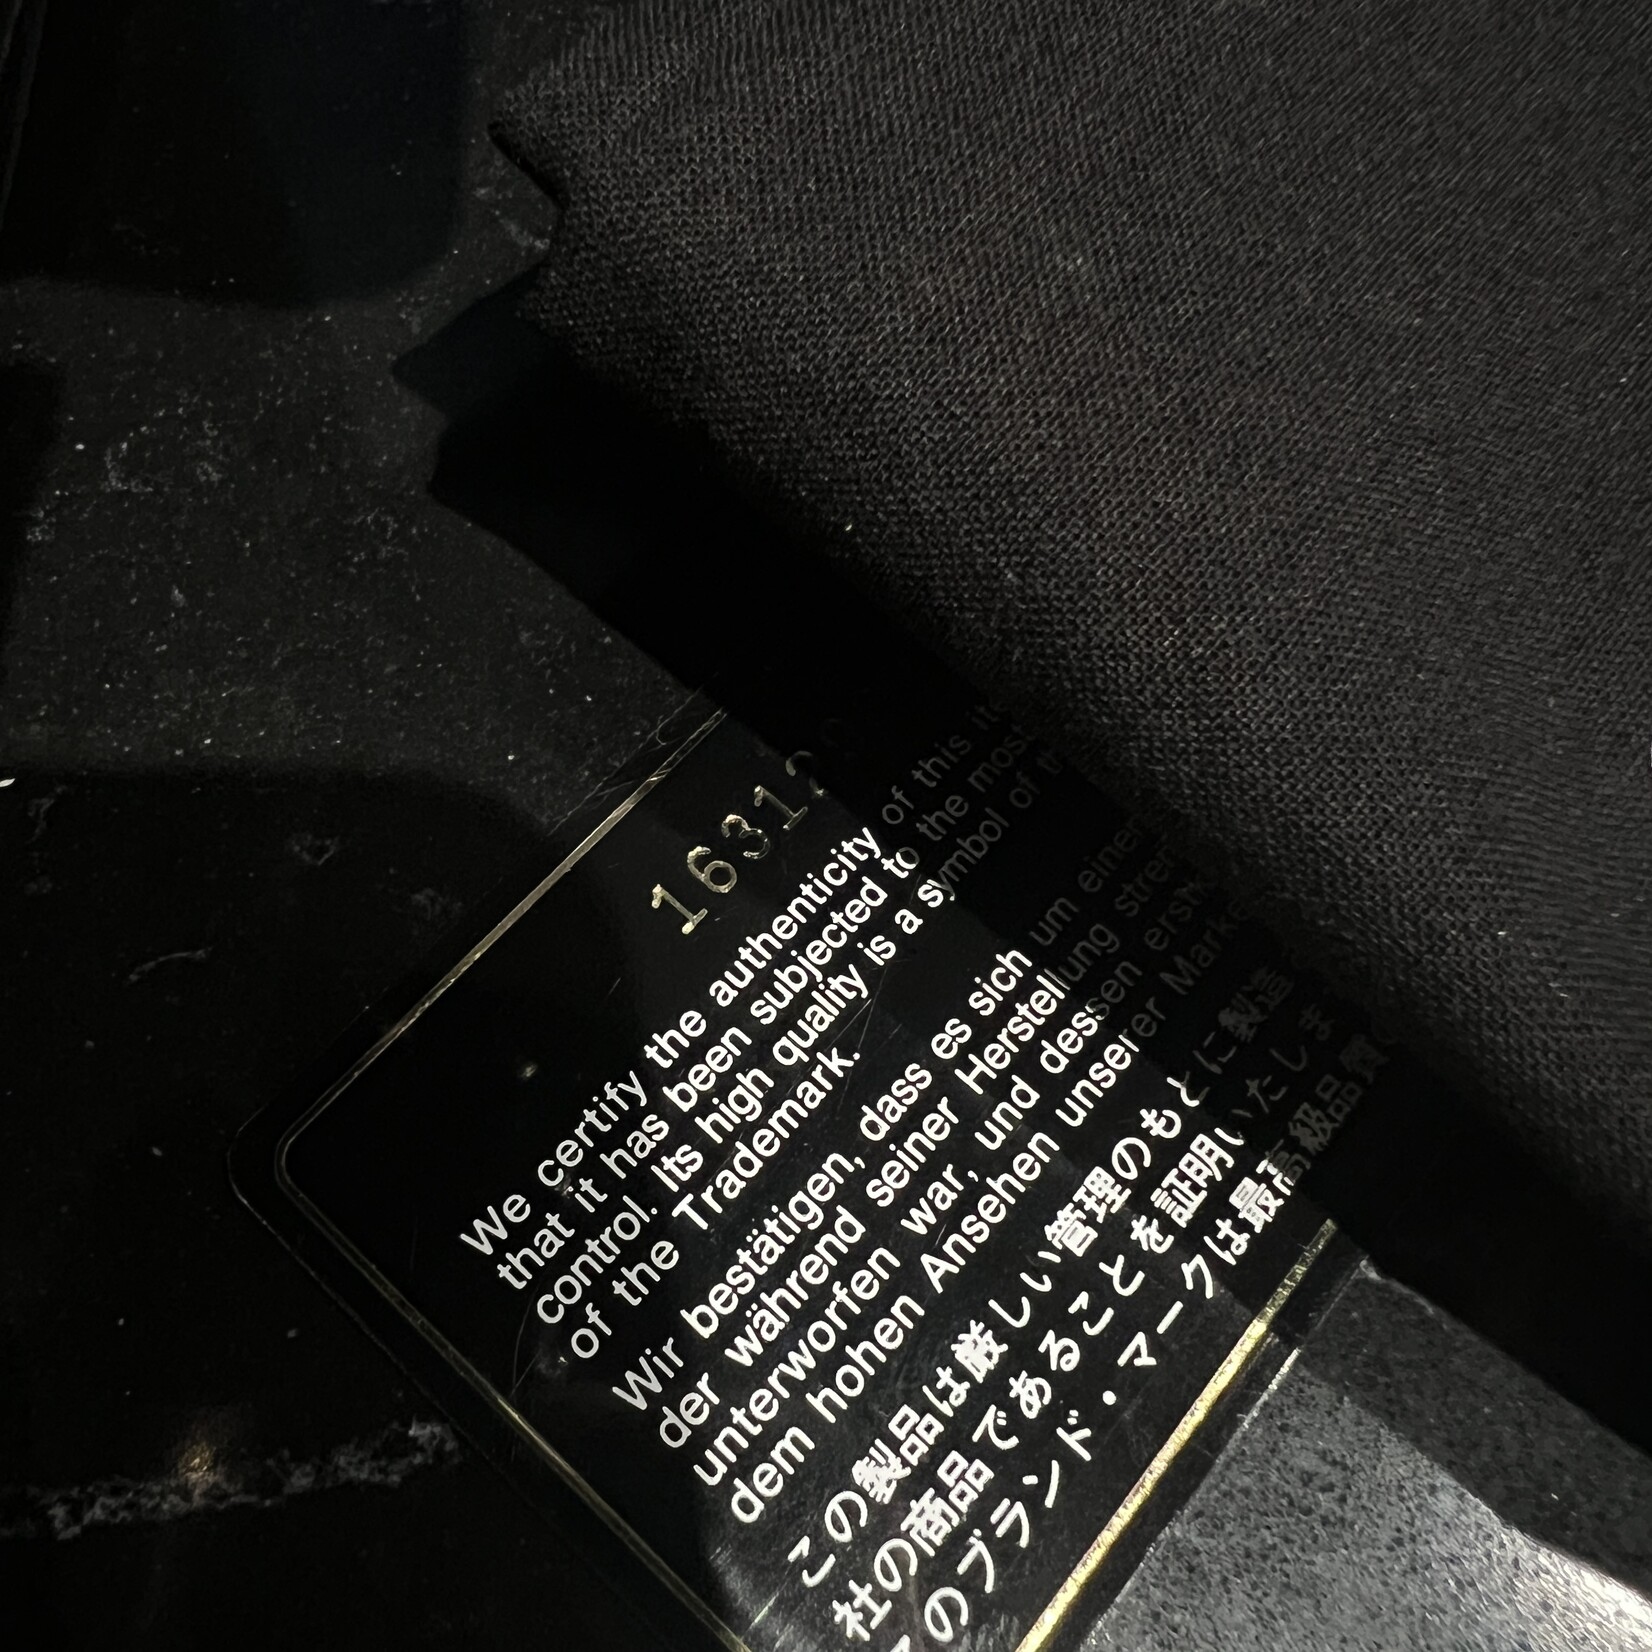 1631
We certify the authenticity of this
that it has been subjected to the most
control. Its high quality is a symbol of
of the Trademark.
Wir bestätigen, dass es sich um einen
der während seiner Herstellung
unterworfen war, und dessen
dem hohen Ansehen unserer Marke
この製品は厳しい管理のもとに製造
社の商品であることを証明いたしま
のブランド・マークは最高級品質